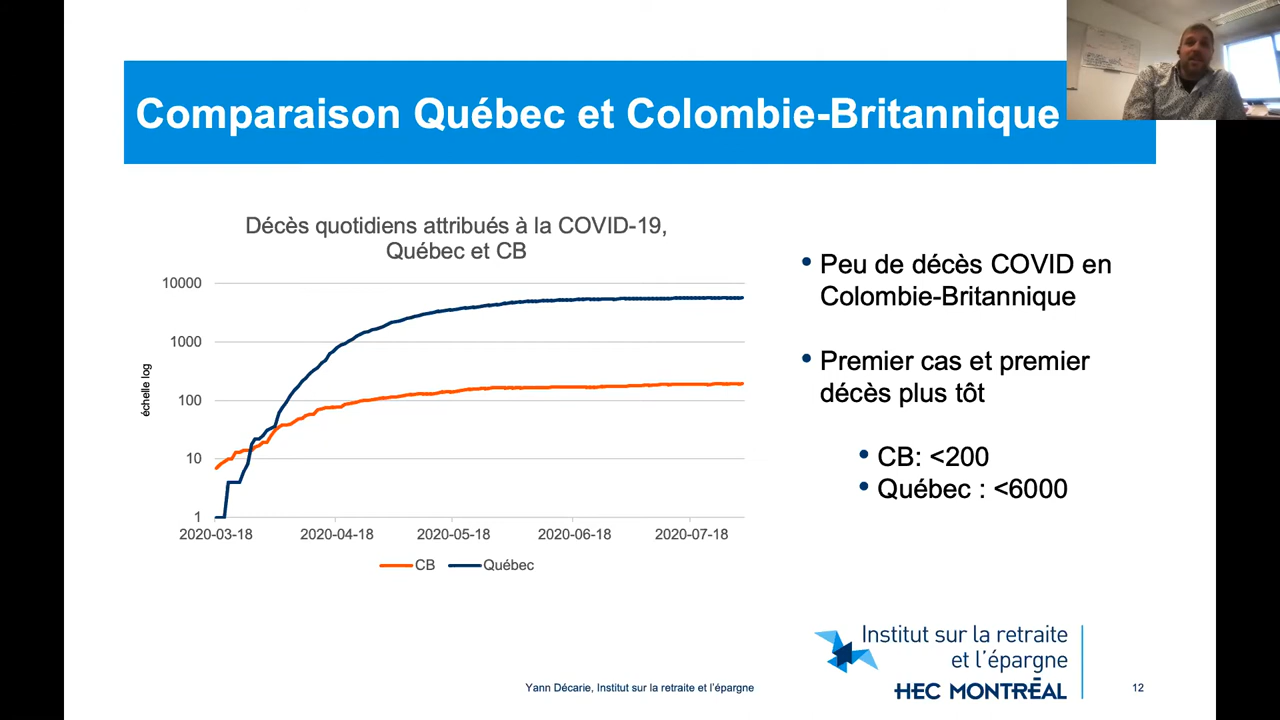 Comparaison Québec et Colombie-Britannique
Décès quotidiens attribués à la COVID-19,
Québec et CB
10000
1000
100
10
1
échelle log
2020-03-18
2020-04-18
2020-05-18
2020-06-18
2020-07-18
CB
Québec
• Peu de décès COVID en
Colombie-Britannique
• Premier cas et premier
décès plus tôt
• CB: <200
• Québec : <6000
Institut sur la retraite
et l'épargne
HEC MONTRÉAL
Yann Décarie, Institut sur la retraite et l'épargne
12